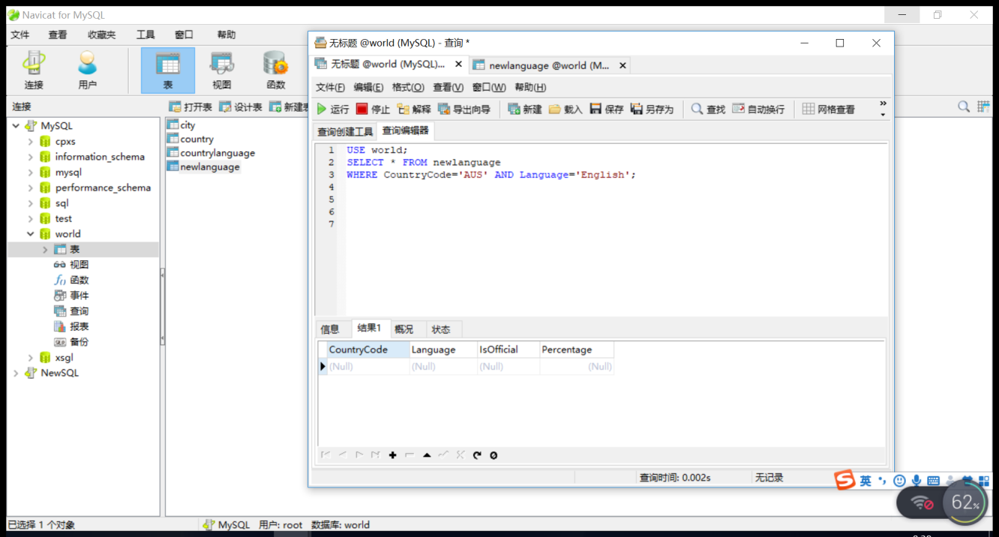 Navicat for MySQL
文件 查看 收藏夹 工具 窗口 帮助
连接 用户 表 视图 函数
连接
打开表 设计表 新建表
MySQL
cpxs
information_schema
mysql
performance_schema
sql
test
world
表
视图
函数
事件
查询
报表
备份
xsgl
NewSQL
city
country
countrylanguage
newlanguage
无标题 @world (MySQL) - 查询 *
无标题 @world (MySQL)... newlanguage @world (M...
文件(F) 编辑(E) 格式(O) 查看(V) 窗口(W) 帮助(H)
运行 停止 解释 导出向导 新建 载入 保存 另存为 查找 自动换行 网格查看
查询创建工具 查询编辑器
1 USE world;
2 SELECT * FROM newlanguage
3 WHERE CountryCode='AUS' AND Language='English';
4
5
6
7
信息 结果1 概况 状态
CountryCode Language IsOfficial Percentage
(Null) (Null) (Null) (Null)
查询时间: 0.002s 无记录
英
62%
已选择 1 个对象 MySQL 用户: root 数据库: world